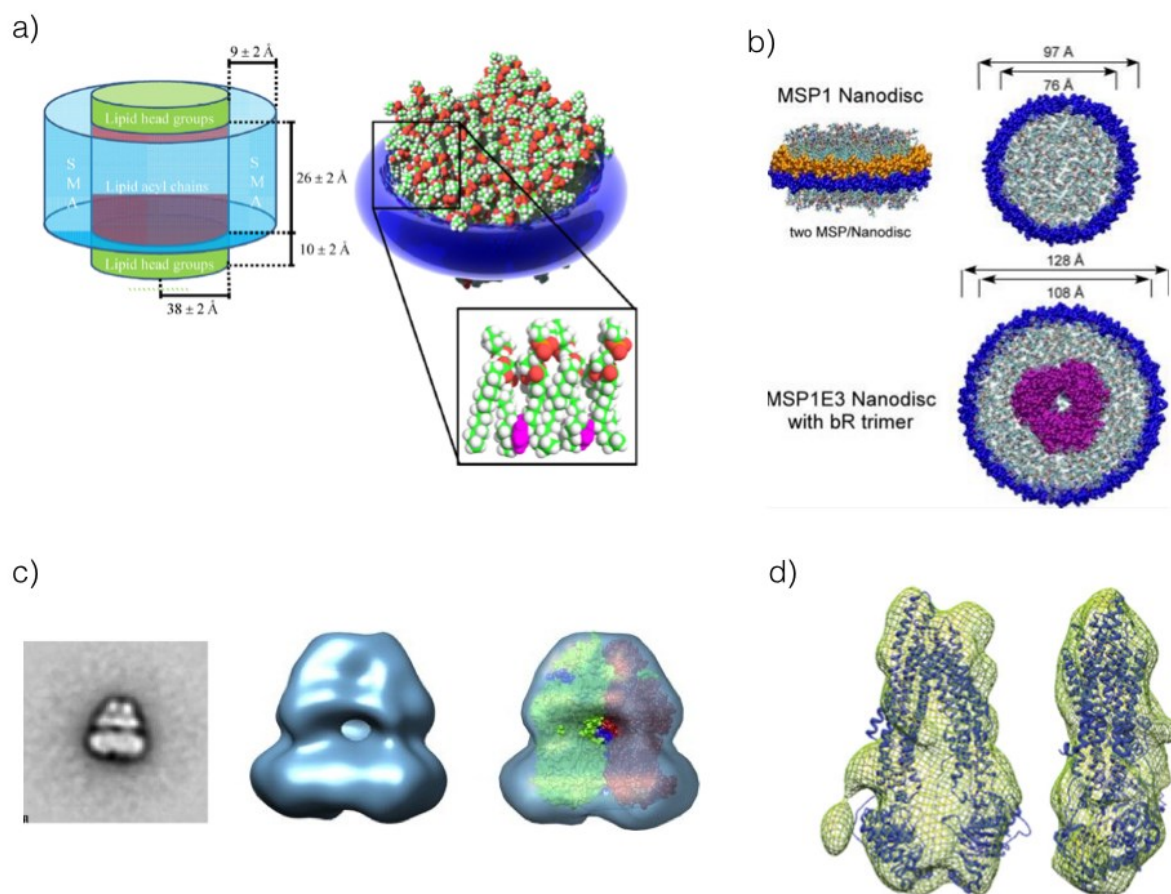 a)
9 ± 2 Å
Lipid head groups
S
M
A
Lipid acyl chains
S
M
A
26 ± 2 Å
Lipid head groups
10 ± 2 Å
38 ± 2 Å
b)
97 Å
76 Å
MSP1 Nanodisc
two MSP/Nanodisc
128 Å
108 Å
MSP1E3 Nanodisc
with bR trimer
c)
d)